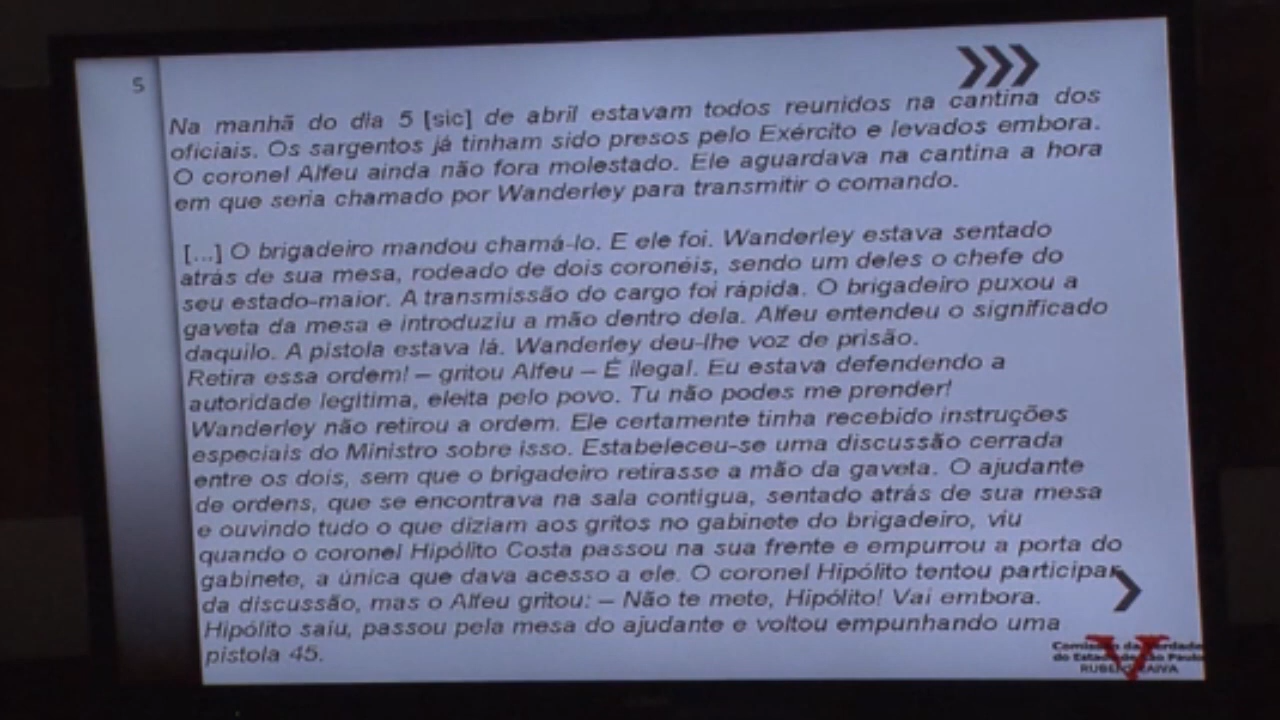 5
Na manhã do dia 5 [sic] de abril estavam todos reunidos na cantina dos
oficiais. Os sargentos já tinham sido presos pelo Exército e levados embora.
O coronel Alfeu ainda não fora molestado. Ele aguardava na cantina a hora
em que seria chamado por Wanderley para transmitir o comando.
[...] O brigadeiro mandou chamá-lo. E ele foi. Wanderley estava sentado
atrás de sua mesa, rodeado de dois coronéis, sendo um deles o chefe do
seu estado-maior. A transmissão do cargo foi rápida. O brigadeiro puxou a
gaveta da mesa e introduziu a mão dentro dela. Alfeu entendeu o significado
daquilo. A pistola estava lá. Wanderley deu-lhe voz de prisão.
Retira essa ordem! – gritou Alfeu – É ilegal. Eu estava defendendo a
autoridade legítima, eleita pelo povo. Tu não podes me prender!
Wanderley não retirou a ordem. Ele certamente tinha recebido instruções
especiais do Ministro sobre isso. Estabeleceu-se uma discussão cerrada
entre os dois, sem que o brigadeiro retirasse a mão da gaveta. O ajudante
de ordens, que se encontrava na sala contígua, sentado atrás de sua mesa
e ouvindo tudo o que diziam aos gritos no gabinete do brigadeiro, viu
quando o coronel Hipólito Costa passou na sua frente e empurrou a porta do
gabinete, a única que dava acesso a ele. O coronel Hipólito tentou participar
da discussão, mas o Alfeu gritou: – Não te mete, Hipólito! Vai embora.
Hipólito saiu, passou pela mesa do ajudante e voltou empunhando uma
pistola 45.
Comissão da Verdade
do Estado de São Paulo
RUBENS PAIVA